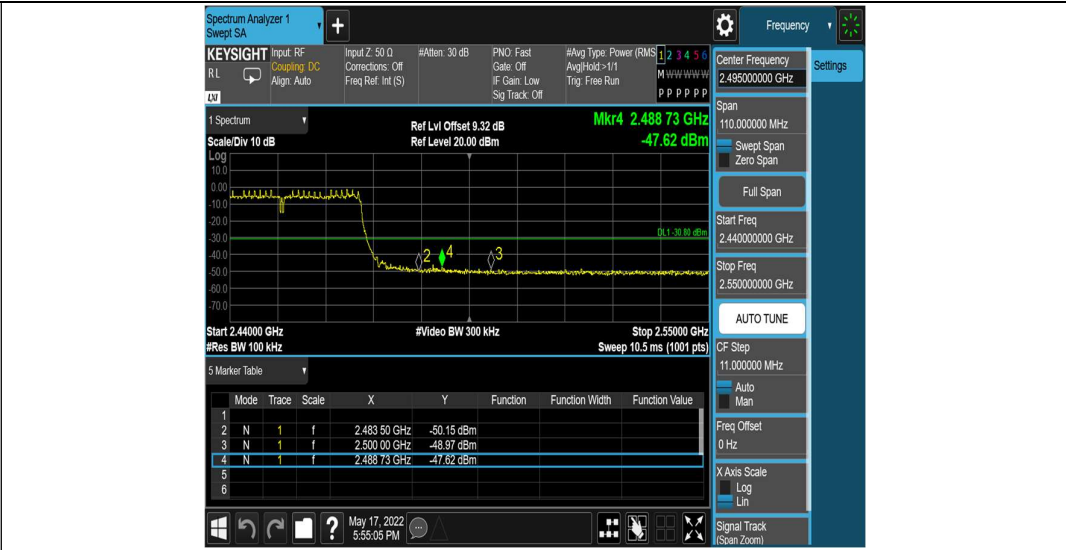 Spectrum Analyzer 1
Swept SA
Frequency
KEYSIGHT
RL
LXI
Input: RF
Coupling: DC
Align: Auto
Input Z: 50 Ω
Corrections: Off
Freq Ref: Int (S)
#Atten: 30 dB
PNO: Fast
Gate: Off
IF Gain: Low
Sig Track: Off
#Avg Type: Power (RMS
Avg|Hold:>1/1
Trig: Free Run
1 2 3 4 5 6
M W W W W W
P P P P P P
1 Spectrum
Scale/Div 10 dB
Ref Lvl Offset 9.32 dB
Ref Level 20.00 dBm
Mkr4 2.488 73 GHz
-47.62 dBm
Log
10.0
0.00
-10.0
-20.0
-30.0
-40.0
-50.0
-60.0
-70.0
2
4
3
Start 2.44000 GHz
#Res BW 100 kHz
#Video BW 300 kHz
Stop 2.55000 GHz
Sweep 10.5 ms (1001 pts)
5 Marker Table
Mode Trace Scale X Y Function Function Width Function Value
1
2 N 1 f 2.483 50 GHz -50.15 dBm
3 N 1 f 2.500 00 GHz -48.97 dBm
4 N 1 f 2.488 73 GHz -47.62 dBm
5
6
?
May 17, 2022
5:55:05 PM
Center Frequency
2.495000000 GHz
Settings
Span
110.000000 MHz
Swept Span
Zero Span
Full Span
Start Freq
2.440000000 GHz
Stop Freq
2.550000000 GHz
AUTO TUNE
CF Step
11.000000 MHz
Auto
Man
Freq Offset
0 Hz
X Axis Scale
Log
Lin
Signal Track
(Span Zoom)